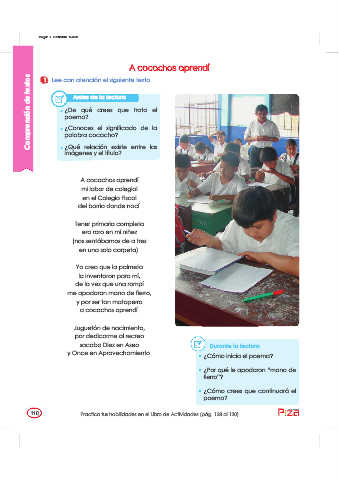 A cocachos aprendí
1 Lee con atención el siguiente texto.
Comprensión de textos
Antes de la lectura
• ¿De qué crees que trata el
poema?
• ¿Conoces el significado de la
palabra cocacho?
• ¿Qué relación existe entre las
imágenes y el título?
A cocachos aprendí
mi labor de colegial
en el Colegio Fiscal
del barrio donde nací.
Tener primaria completa
era raro en mi niñez
(nos sentábamos de a tres
en una sola carpeta).
Yo creo que la palmeta
la inventaron para mí,
de la vez que una rompí
me apodaron mano de fierro,
y por ser tan mataperro
a cocachos aprendí.
Juguetón de nacimiento,
por dedicarme al recreo
sacaba Diez en Aseo
y Once en Aprovechamiento.
Durante la lectura
• ¿Cómo inicia el poema?
• ¿Por qué le apodaron "mano de
fierro"?
• ¿Cómo crees que continuará el
poema?
110
Practica tus habilidades en el Libro de Actividades (pág. 128 al 130)